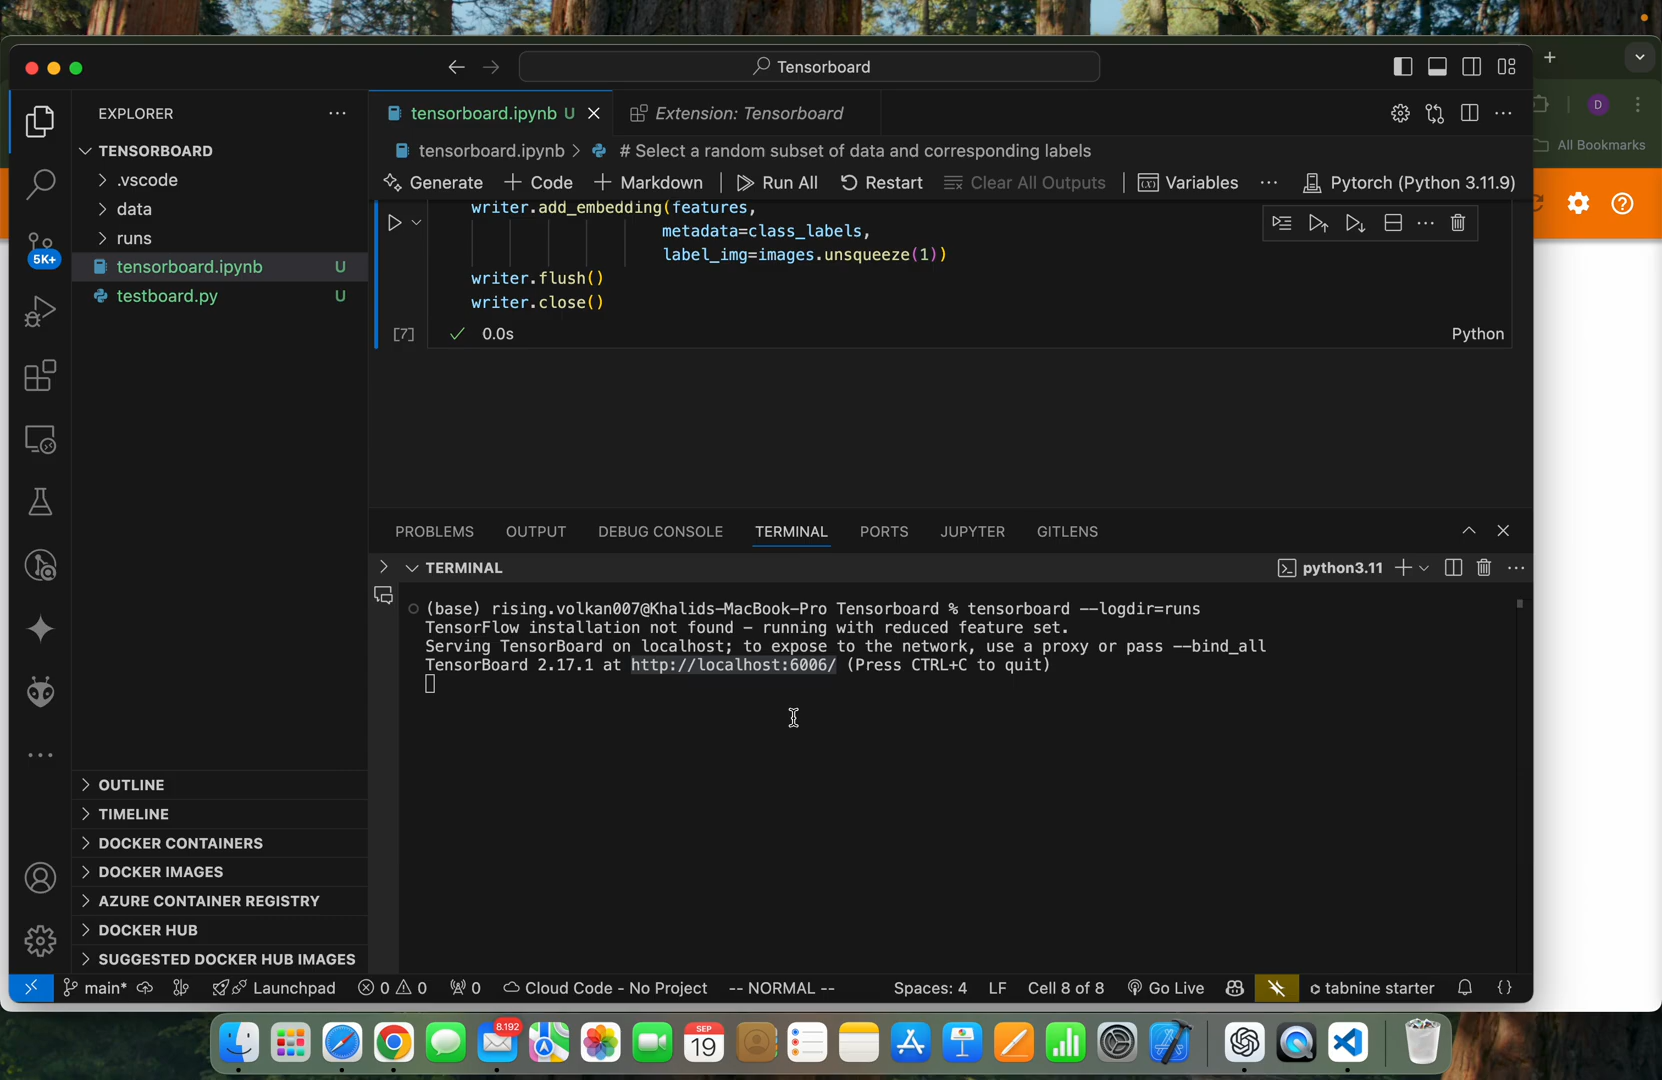 Tensorboard
D
All Bookmarks
EXPLORER
TENSORBOARD
.vscode
data
runs
tensorboard.ipynb U
testboard.py U
5K+
OUTLINE
TIMELINE
DOCKER CONTAINERS
DOCKER IMAGES
AZURE CONTAINER REGISTRY
DOCKER HUB
SUGGESTED DOCKER HUB IMAGES
tensorboard.ipynb U
Extension: Tensorboard
tensorboard.ipynb > # Select a random subset of data and corresponding labels
Generate + Code + Markdown Run All Restart Clear All Outputs Variables Pytorch (Python 3.11.9)
writer.add_embedding(features,
metadata=class_labels,
label_img=images.unsqueeze(1))
writer.flush()
writer.close()
[7] 0.0s Python
PROBLEMS OUTPUT DEBUG CONSOLE TERMINAL PORTS JUPYTER GITLENS
TERMINAL python3.11
(base) rising.volkan007@Khalids-MacBook-Pro Tensorboard % tensorboard --logdir=runs
TensorFlow installation not found - running with reduced feature set.
Serving TensorBoard on localhost; to expose to the network, use a proxy or pass --bind_all
TensorBoard 2.17.1 at http://localhost:6006/ (Press CTRL+C to quit)
main* Launchpad 0 0 0 Cloud Code - No Project -- NORMAL -- Spaces: 4 LF Cell 8 of 8 Go Live tabnine starter {}
8.192
SEP
19